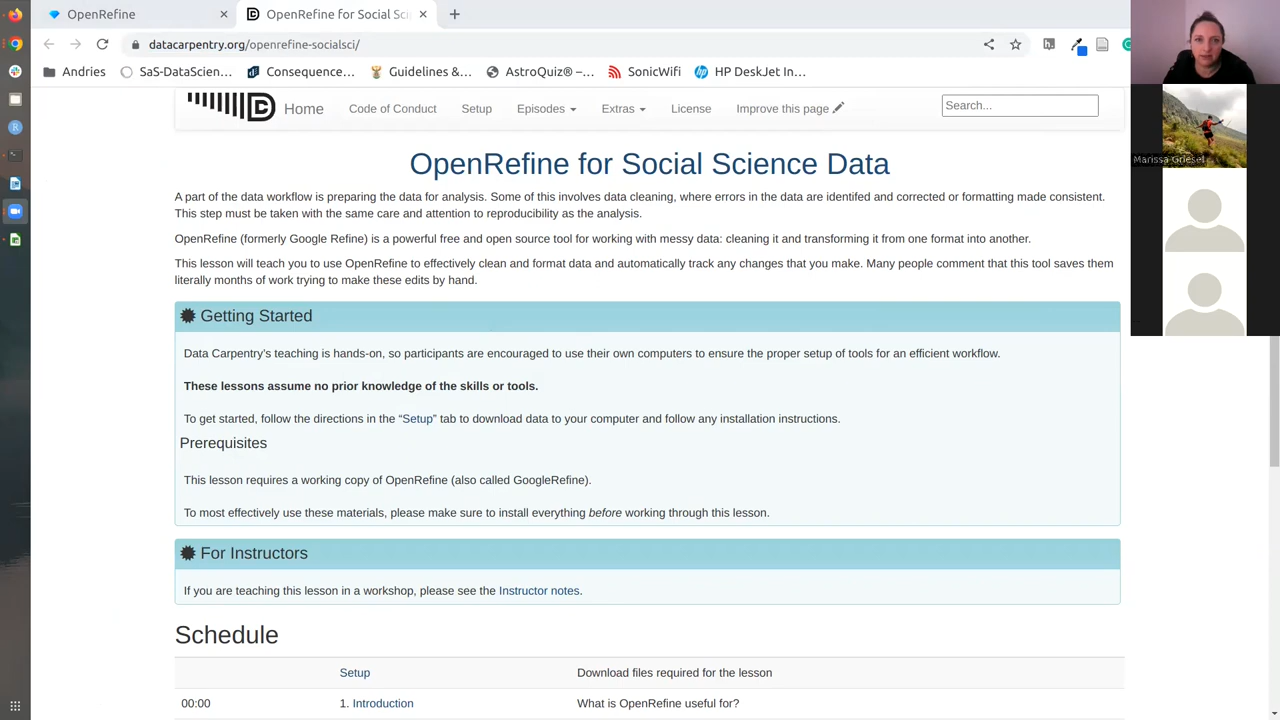 OpenRefine
OpenRefine for Social Sci
datacarpentry.org/openrefine-socialsci/
Andries
SaS-DataScien...
Consequence...
Guidelines &...
AstroQuiz® –...
SonicWifi
HP DeskJet In...
Home
Code of Conduct
Setup
Episodes
Extras
License
Improve this page
Search...
Marissa Griesel
OpenRefine for Social Science Data
A part of the data workflow is preparing the data for analysis. Some of this involves data cleaning, where errors in the data are identifed and corrected or formatting made consistent.
This step must be taken with the same care and attention to reproducibility as the analysis.
OpenRefine (formerly Google Refine) is a powerful free and open source tool for working with messy data: cleaning it and transforming it from one format into another.
This lesson will teach you to use OpenRefine to effectively clean and format data and automatically track any changes that you make. Many people comment that this tool saves them
literally months of work trying to make these edits by hand.
Getting Started
Data Carpentry’s teaching is hands-on, so participants are encouraged to use their own computers to ensure the proper setup of tools for an efficient workflow.
These lessons assume no prior knowledge of the skills or tools.
To get started, follow the directions in the “Setup” tab to download data to your computer and follow any installation instructions.
Prerequisites
This lesson requires a working copy of OpenRefine (also called GoogleRefine).
To most effectively use these materials, please make sure to install everything before working through this lesson.
For Instructors
If you are teaching this lesson in a workshop, please see the Instructor notes.
Schedule
Setup
Download files required for the lesson
00:00
1. Introduction
What is OpenRefine useful for?